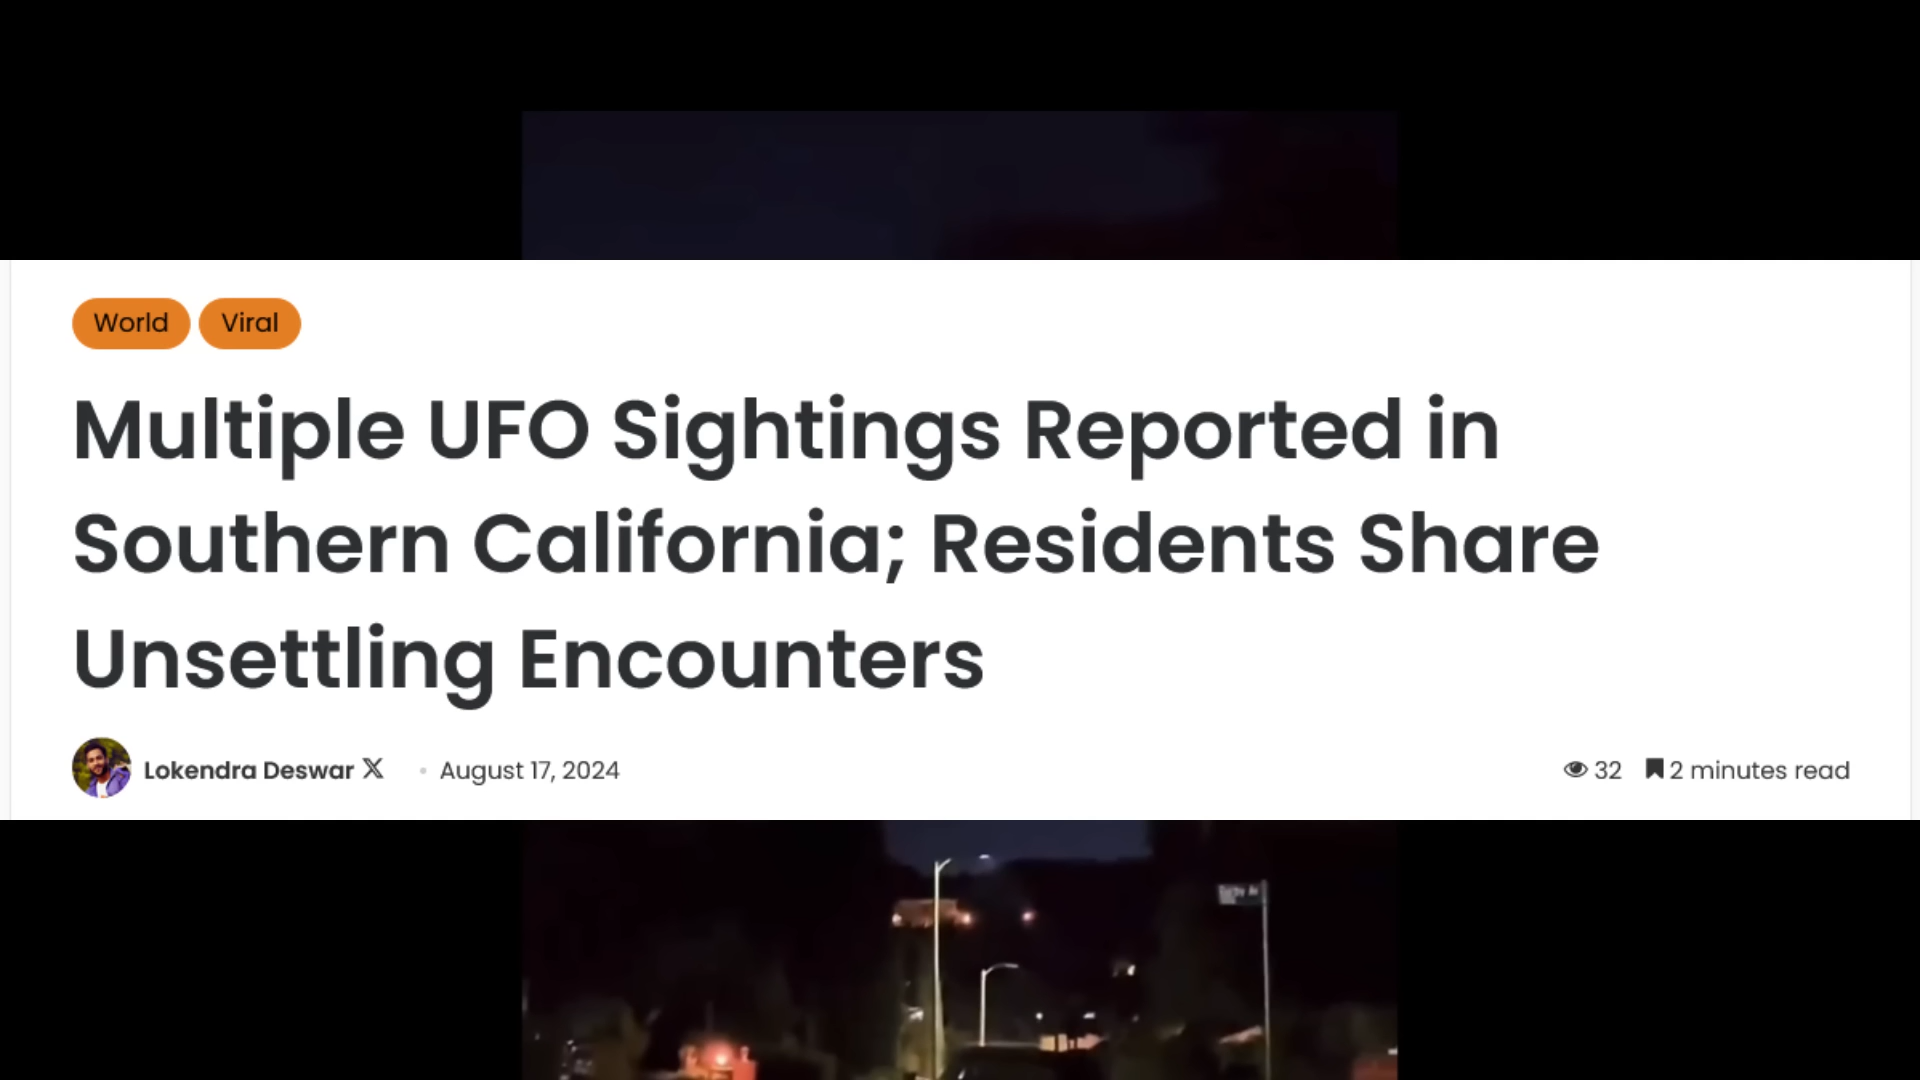 World Viral
Multiple UFO Sightings Reported in
Southern California; Residents Share
Unsettling Encounters
Lokendra Deswar X • August 17, 2024 32 2 minutes read